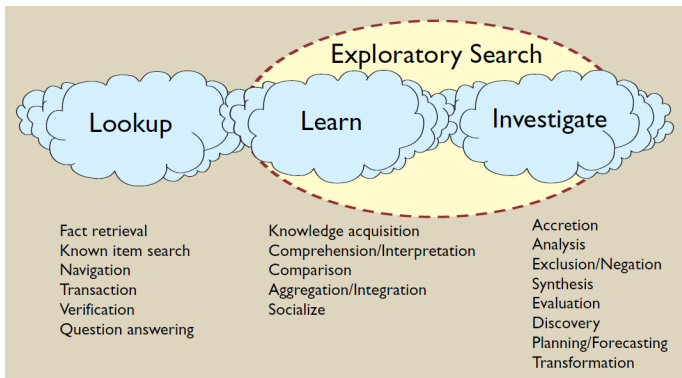 Exploratory Search
Lookup
Learn
Investigate
Fact retrieval
Known item search
Navigation
Transaction
Verification
Question answering
Knowledge acquisition
Comprehension/Interpretation
Comparison
Aggregation/Integration
Socialize
Accretion
Analysis
Exclusion/Negation
Synthesis
Evaluation
Discovery
Planning/Forecasting
Transformation